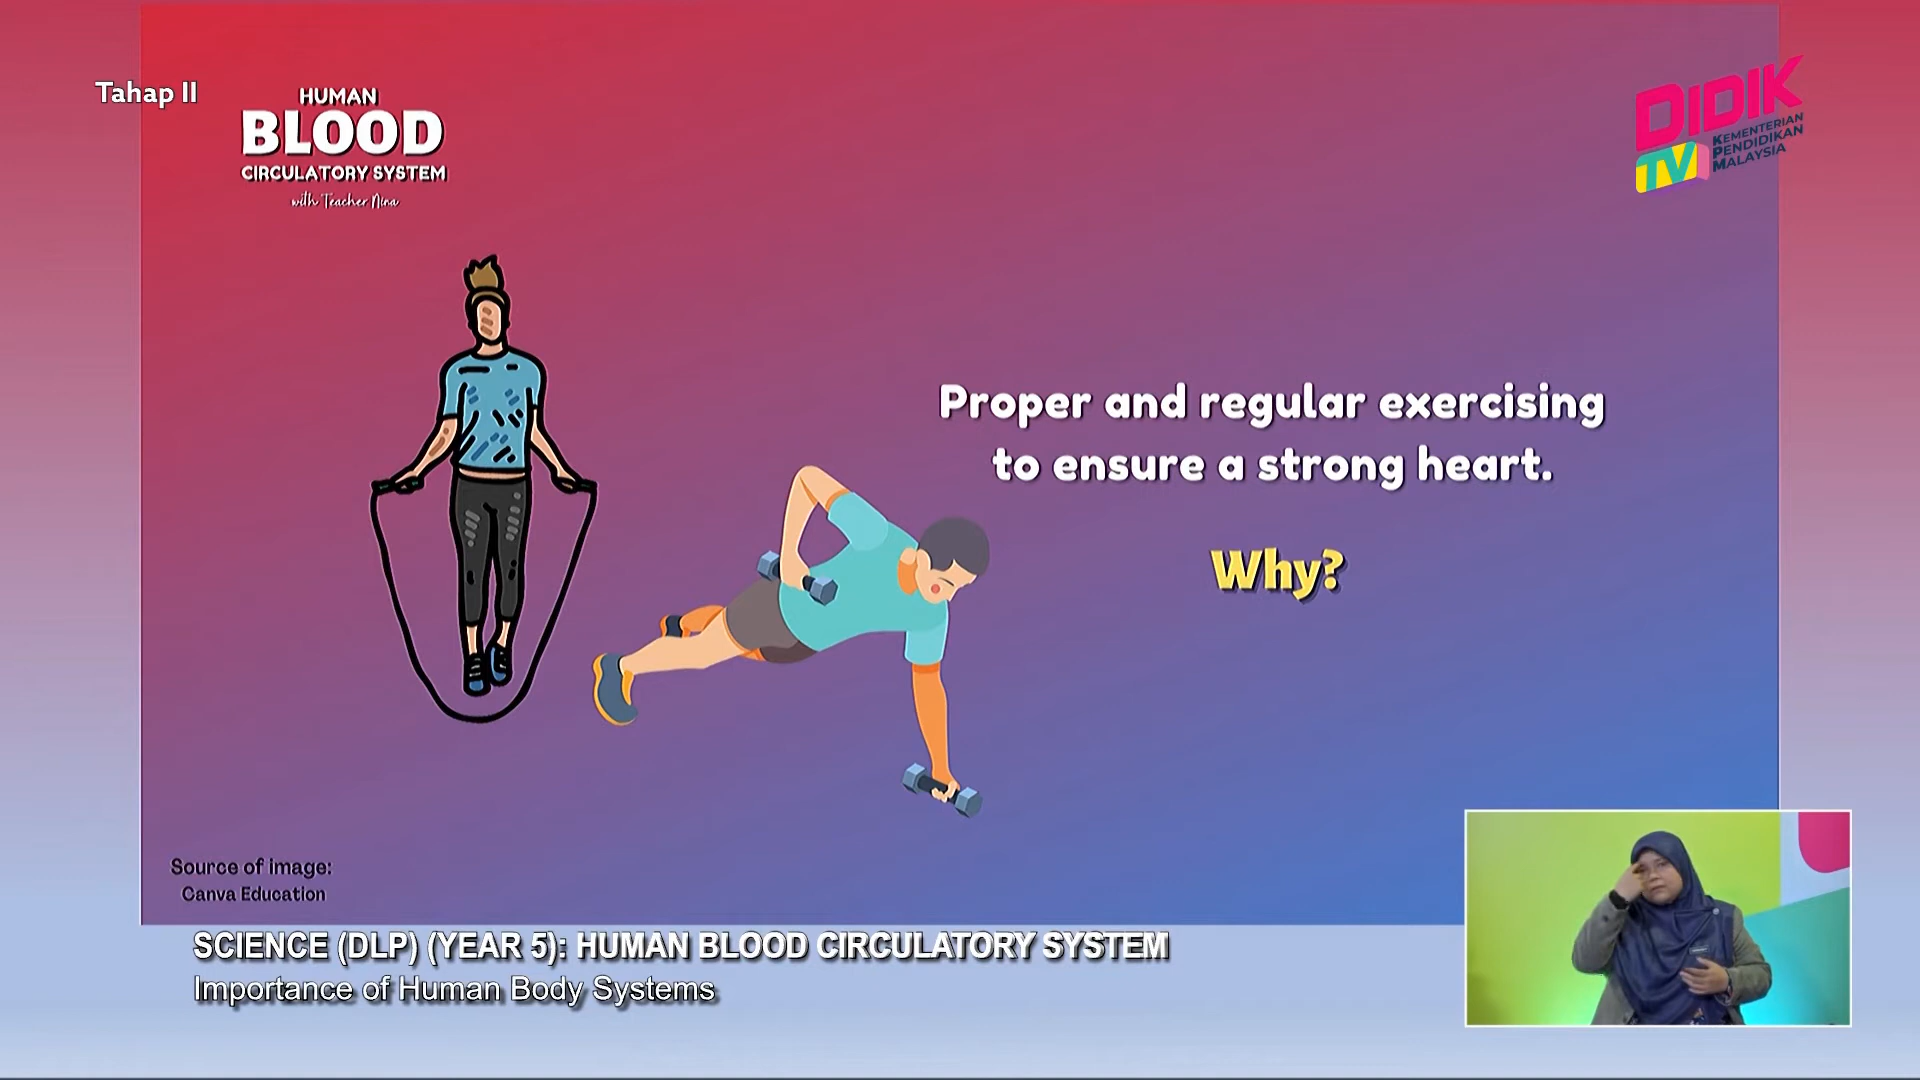 Tahap II
HUMAN
BLOOD
CIRCULATORY SYSTEM
with Teacher Nina
DIDIK
TV
KEMENTERIAN
PENDIDIKAN
MALAYSIA
Proper and regular exercising
to ensure a strong heart.
Why?
Source of image:
Canva Education
SCIENCE (DLP) (YEAR 5): HUMAN BLOOD CIRCULATORY SYSTEM
Importance of Human Body Systems